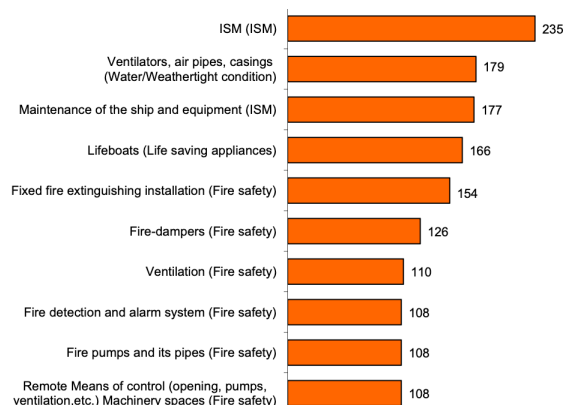 ISM (ISM)
235
Ventilators, air pipes, casings
(Water/Weathertight condition)
179
Maintenance of the ship and equipment (ISM)
177
Lifeboats (Life saving appliances)
166
Fixed fire extinguishing installation (Fire safety)
154
Fire-dampers (Fire safety)
126
Ventilation (Fire safety)
110
Fire detection and alarm system (Fire safety)
108
Fire pumps and its pipes (Fire safety)
108
Remote Means of control (opening, pumps,
ventilation,etc.) Machinery spaces (Fire safety)
108